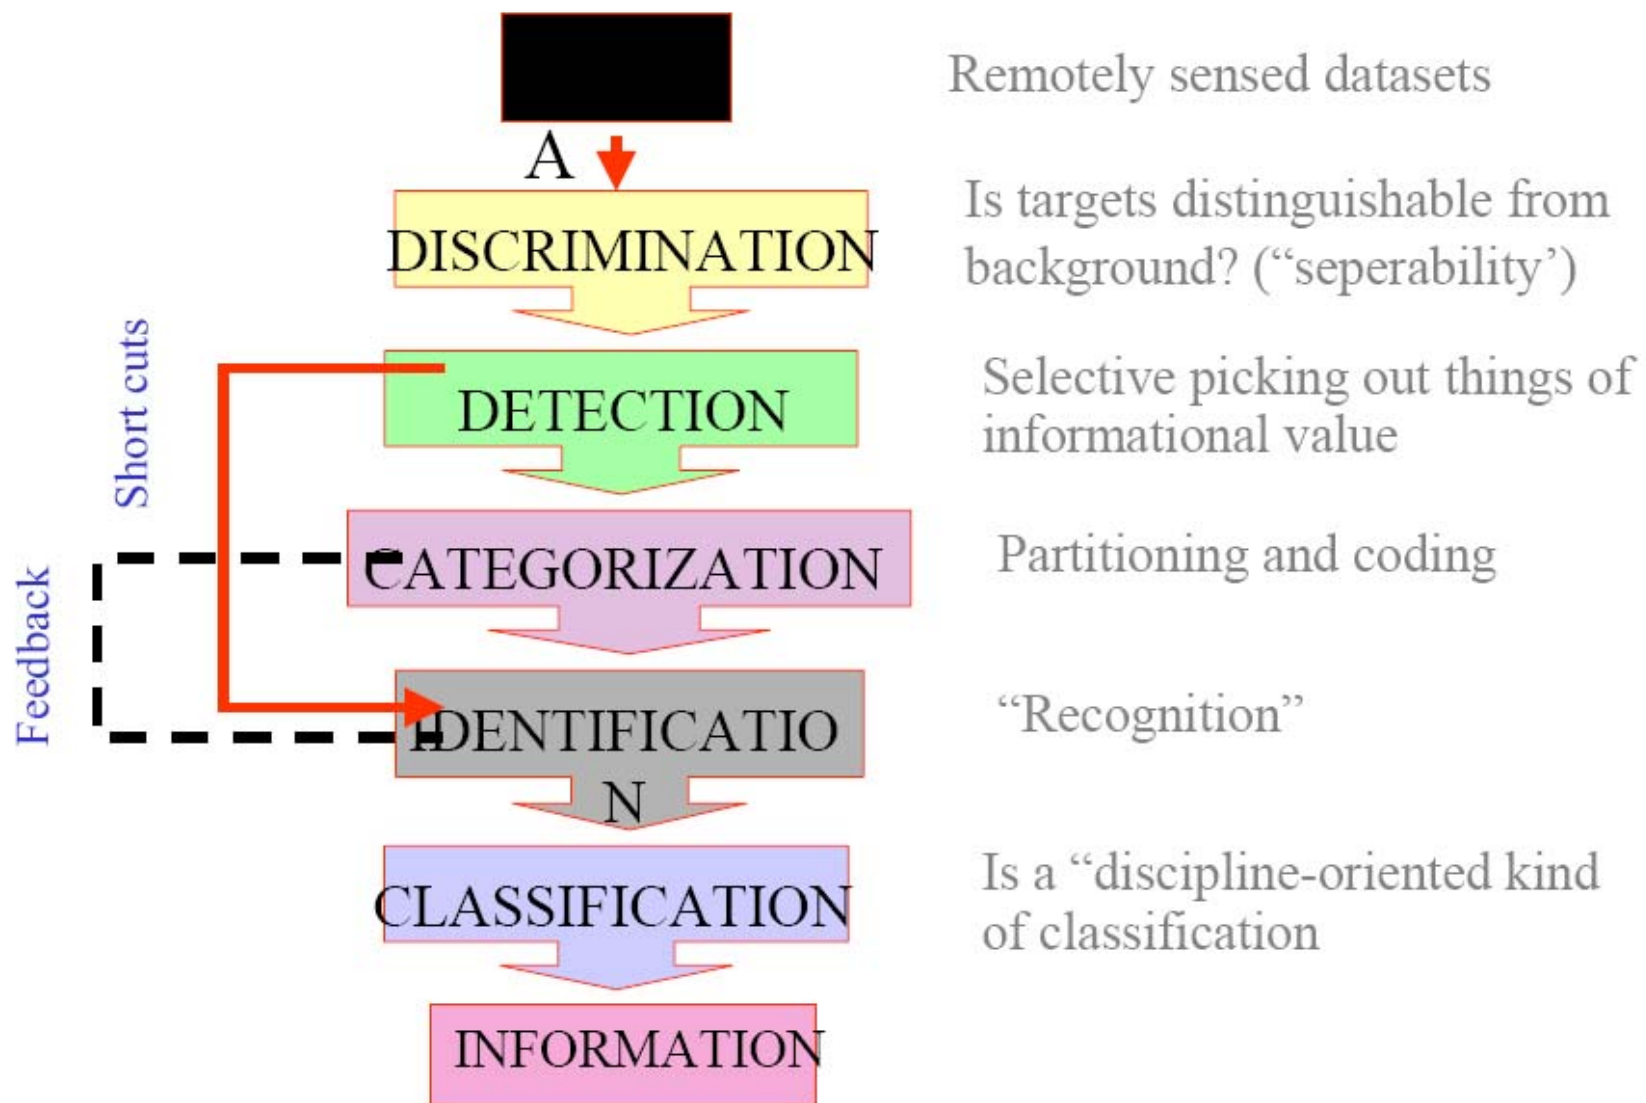 Remotely sensed datasets
A
DISCRIMINATION
Is targets distinguishable from
background? (“seperability’)
Short cuts
DETECTION
Selective picking out things of
informational value
Feedback
CATEGORIZATION
Partitioning and coding
IDENTIFICATIO
N
“Recognition”
CLASSIFICATION
Is a “discipline-oriented kind
of classification
INFORMATION